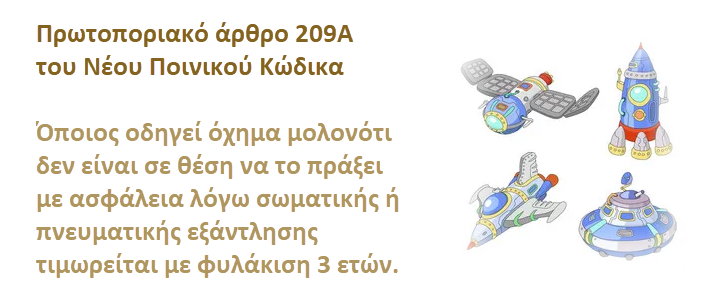 Πρωτοποριακό άρθρο 209Α
του Νέου Ποινικού Κώδικα
Όποιος οδηγεί όχημα μολονότι
δεν είναι σε θέση να το πράξει
με ασφάλεια λόγω σωματικής ή
πνευματικής εξάντλησης
τιμωρείται με φυλάκιση 3 ετών.